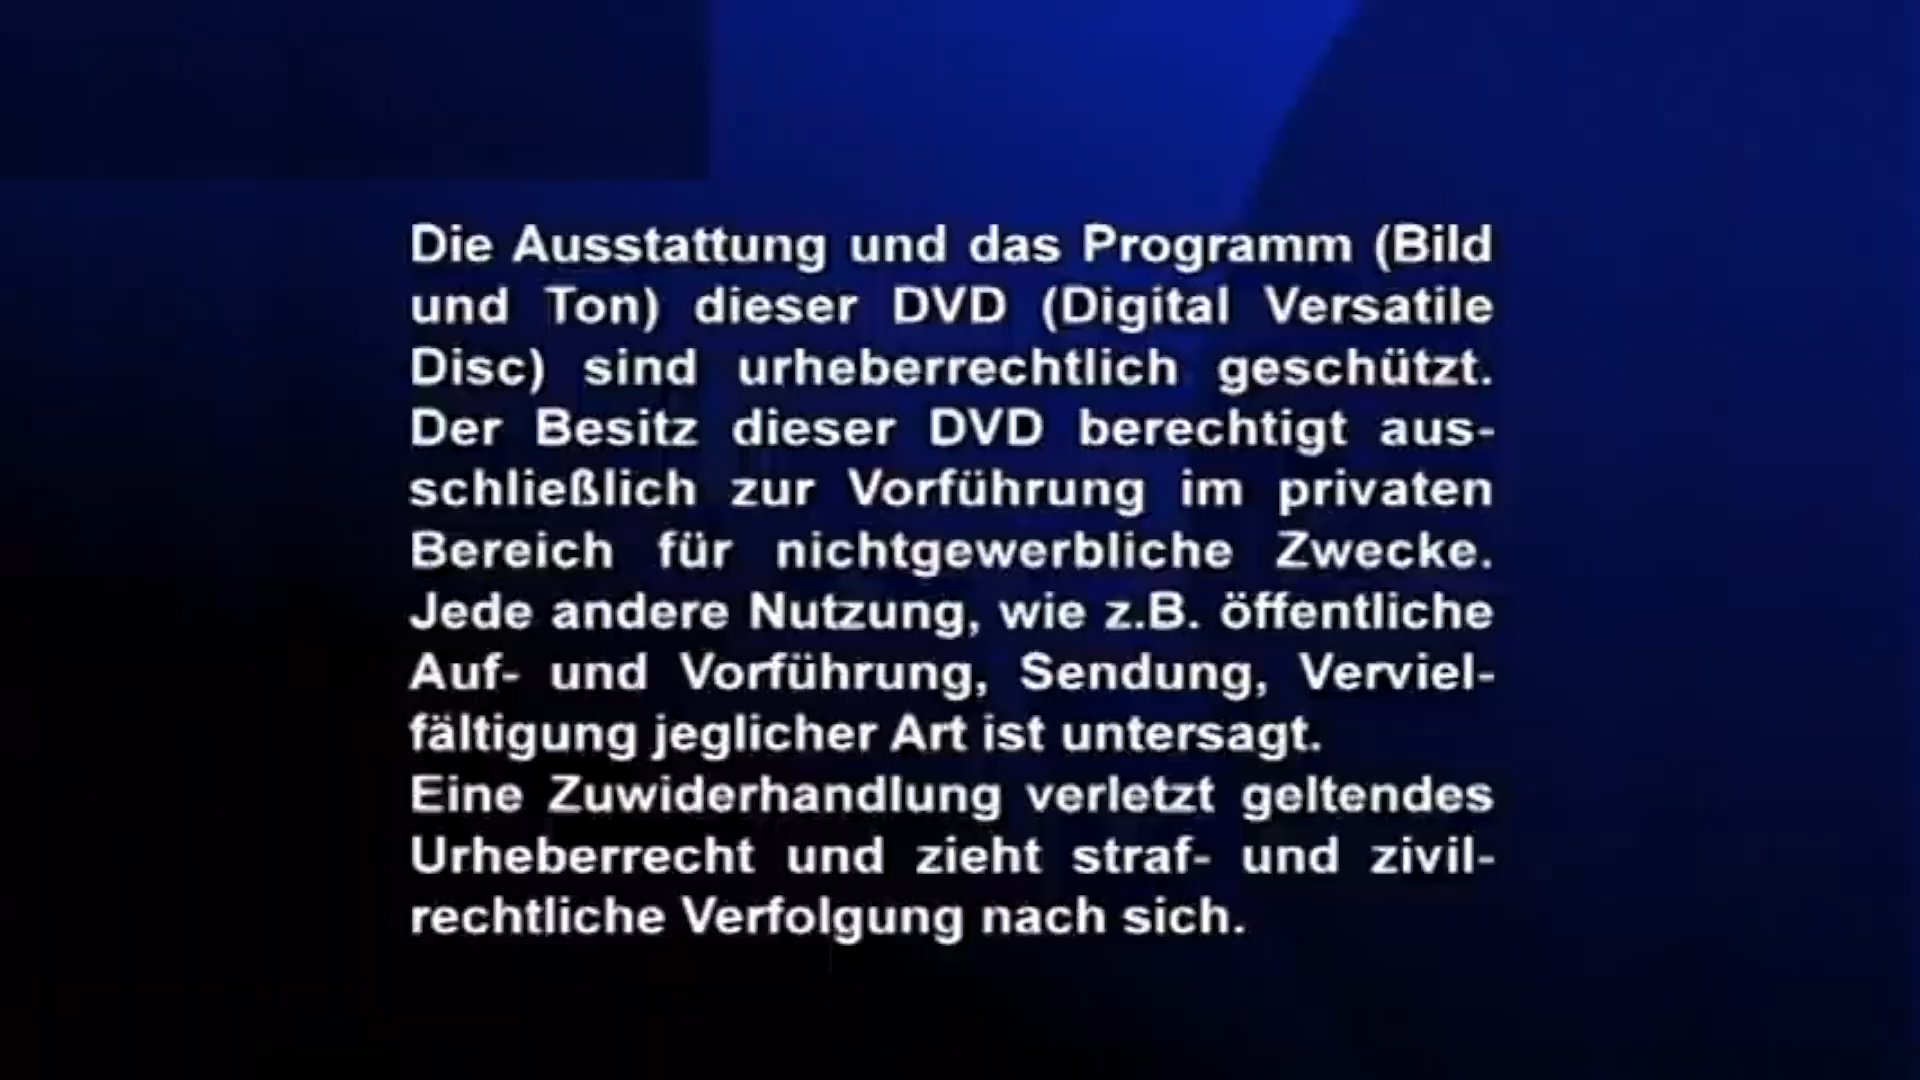 Die Ausstattung und das Programm (Bild
und Ton) dieser DVD (Digital Versatile
Disc) sind urheberrechtlich geschützt.
Der Besitz dieser DVD berechtigt aus-
schließlich zur Vorführung im privaten
Bereich für nichtgewerbliche Zwecke.
Jede andere Nutzung, wie z.B. öffentliche
Auf- und Vorführung, Sendung, Verviel-
fältigung jeglicher Art ist untersagt.
Eine Zuwiderhandlung verletzt geltendes
Urheberrecht und zieht straf- und zivil-
rechtliche Verfolgung nach sich.